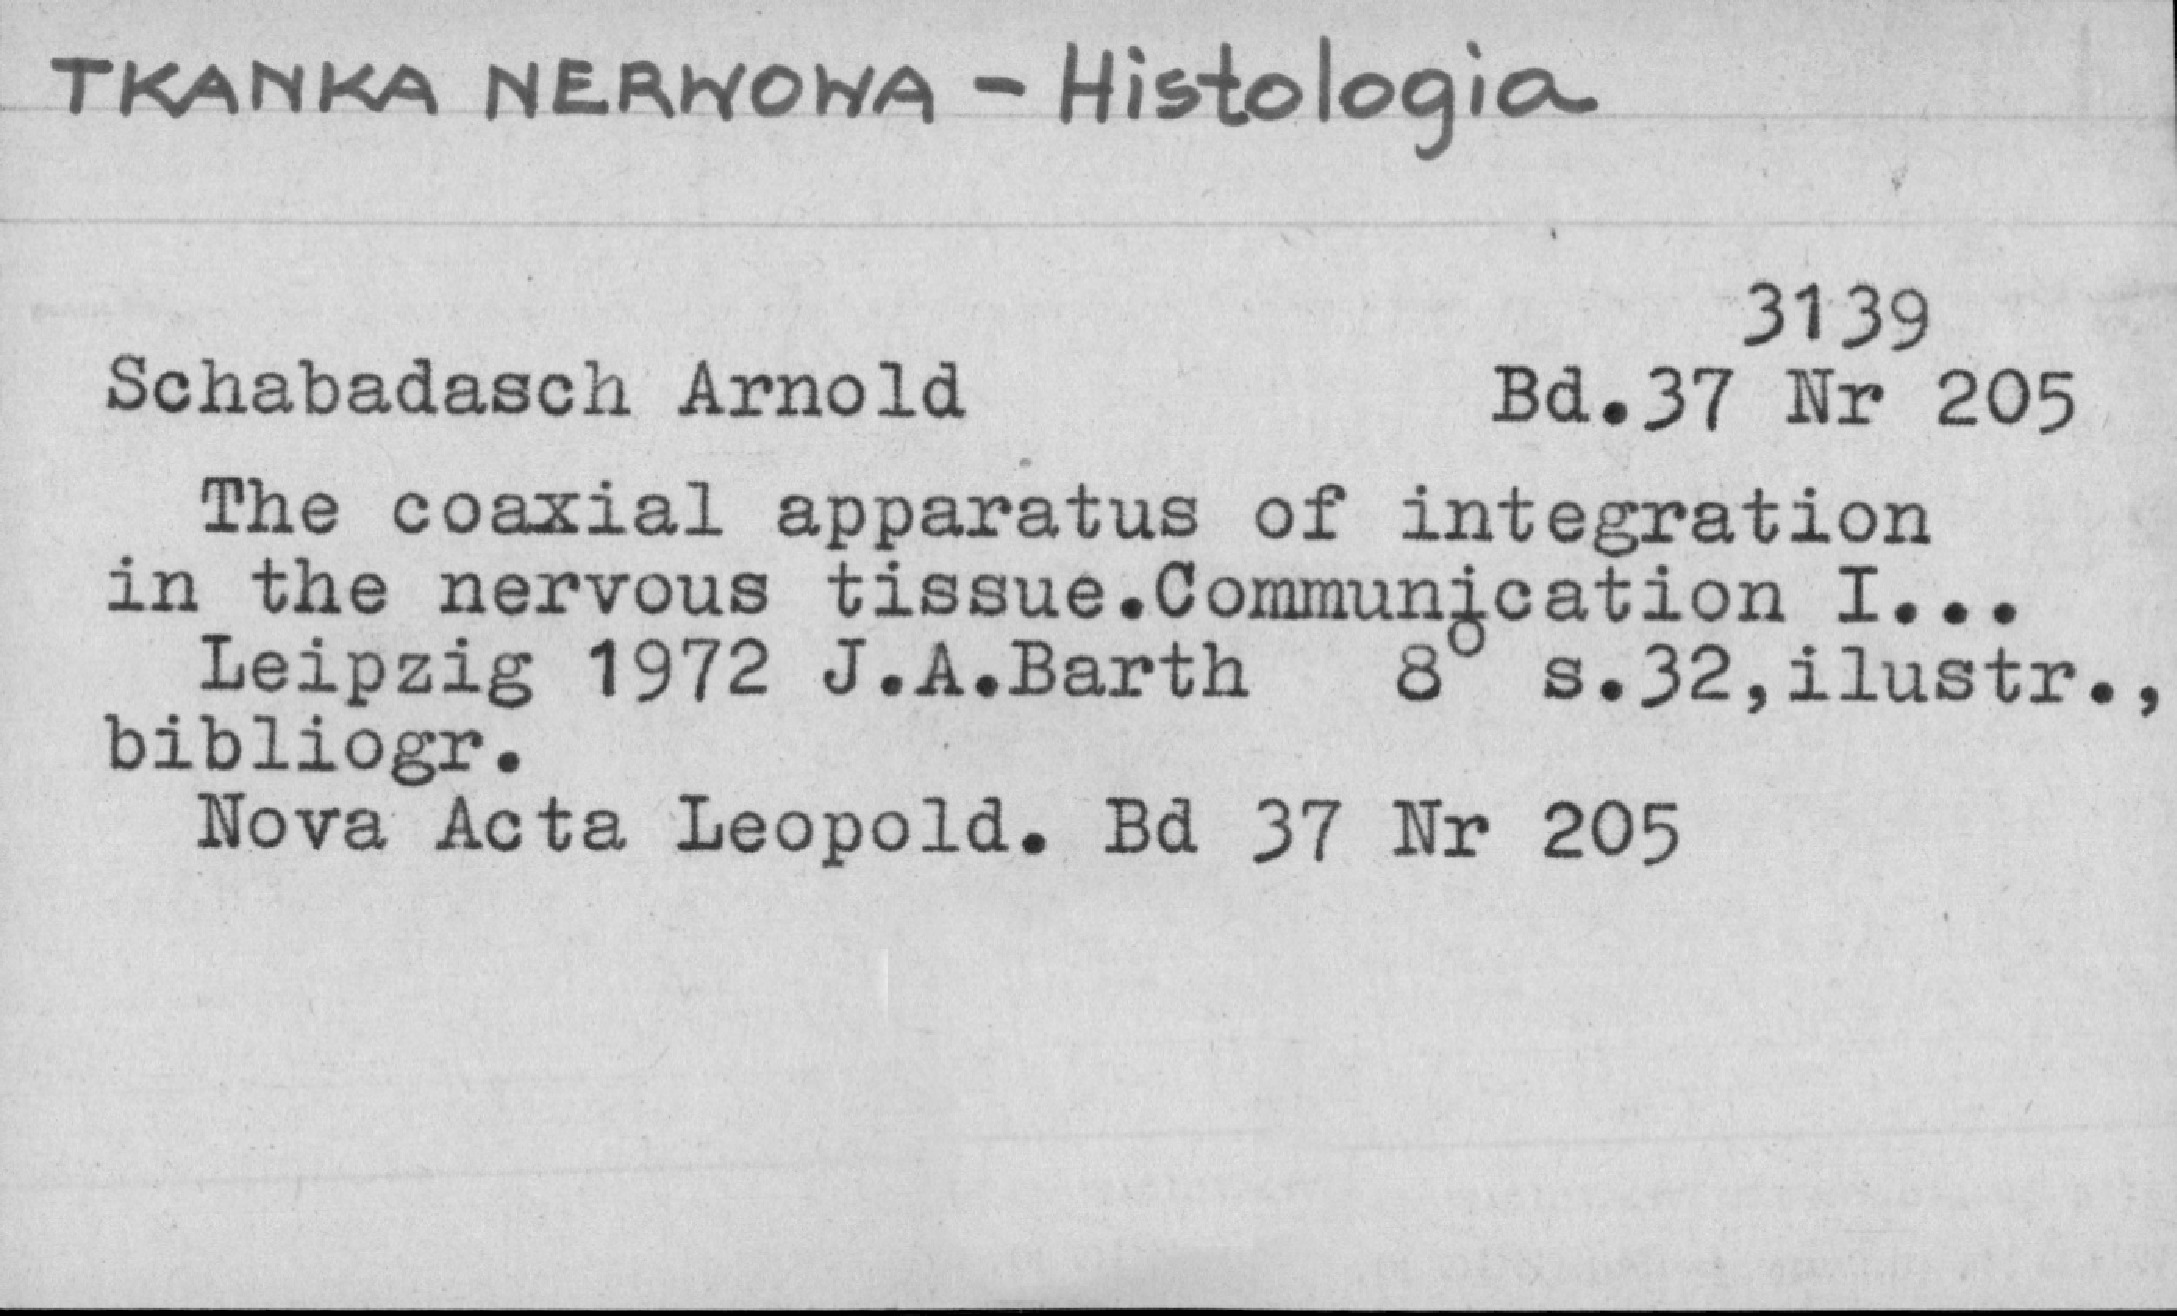 TKANKA NERWOWA - Histologia
3139
Schabadasch Arnold Bd.37 Nr 205
The coaxial apparatus of integration
in the nervous tissue.Communication I...
Leipzig 1972 J.A.Barth 8° s.32,ilustr.,
bibliogr.
Nova Acta Leopold. Bd 37 Nr 205